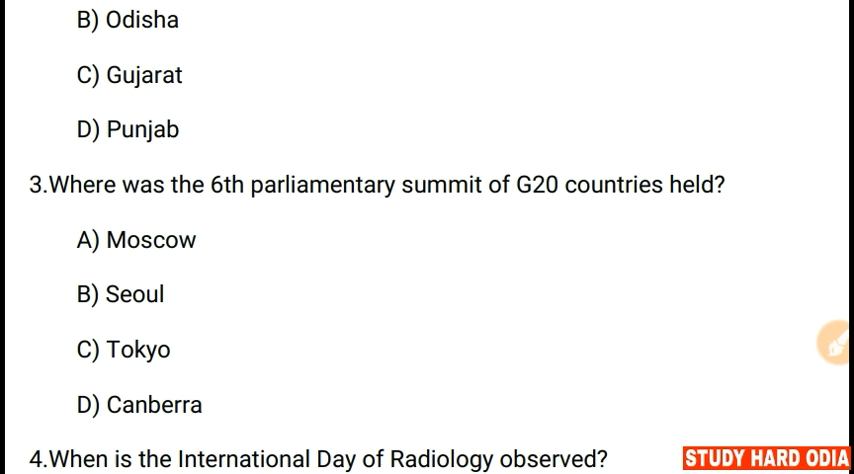 B) Odisha
C) Gujarat
D) Punjab
3.Where was the 6th parliamentary summit of G20 countries held?
A) Moscow
B) Seoul
C) Tokyo
D) Canberra
4.When is the International Day of Radiology observed?
STUDY HARD ODIA